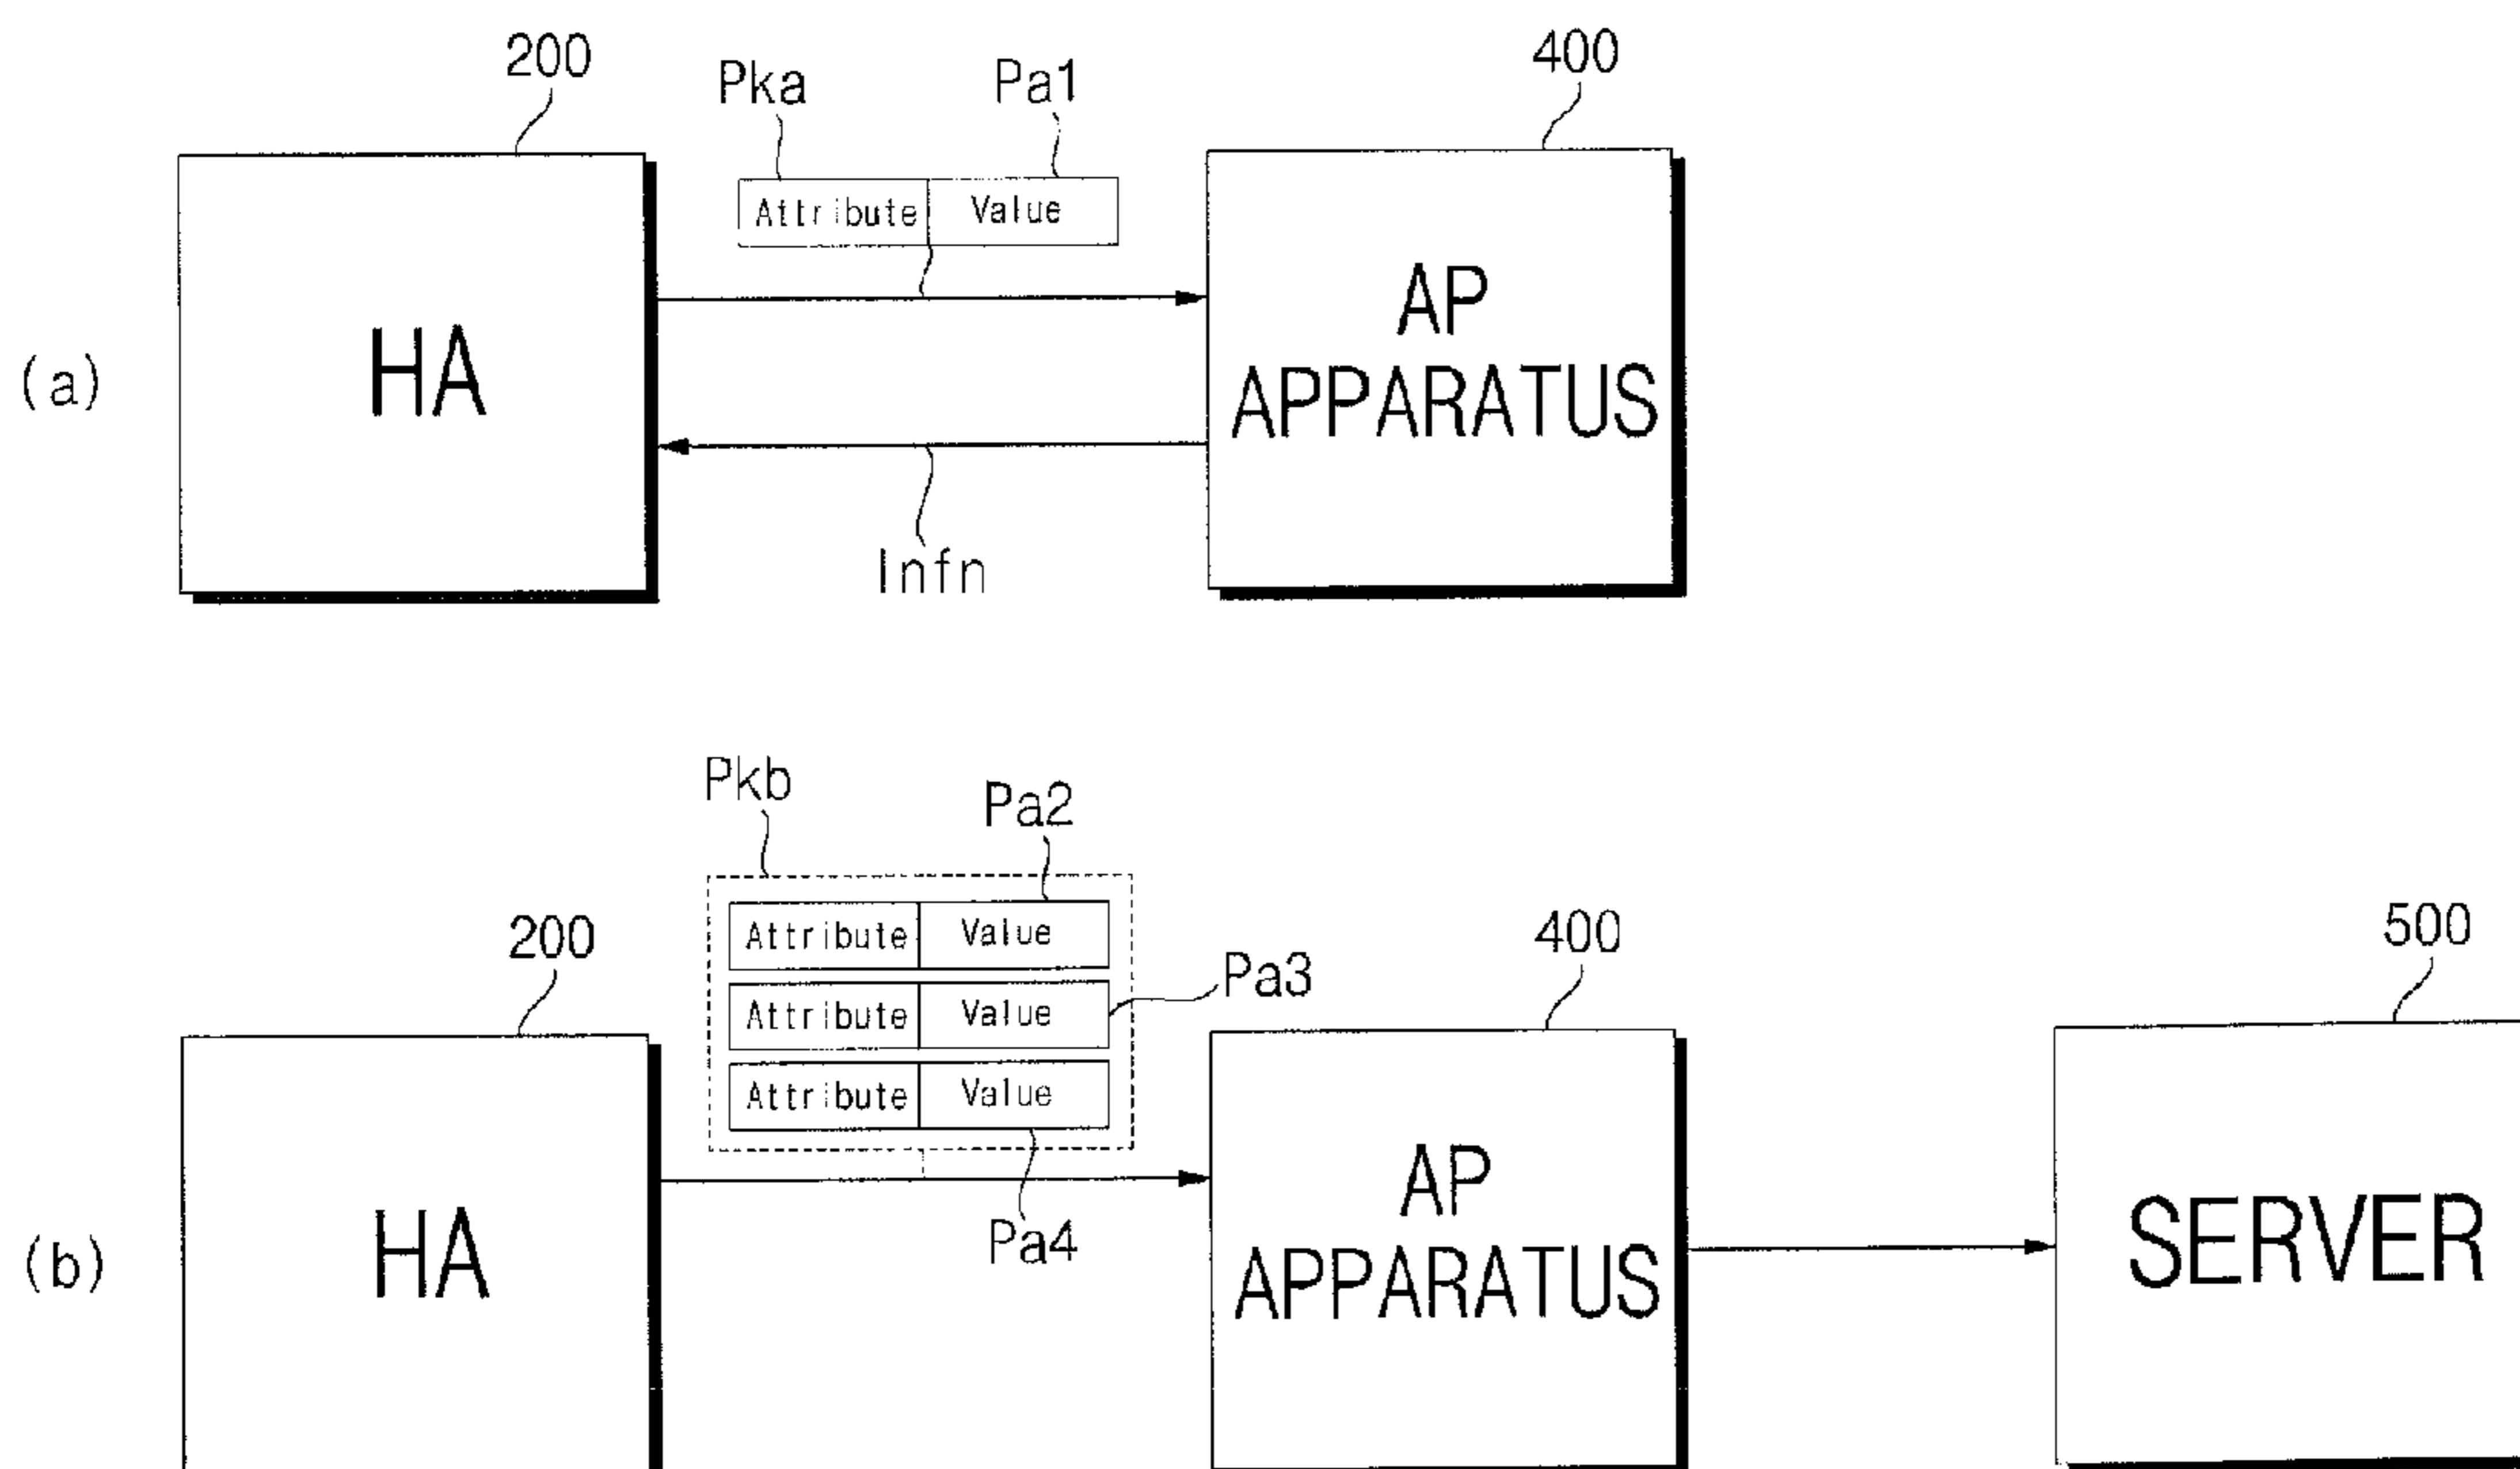 200
400
Pka
Pa1
Attribute Value
(a)
HA
AP
APPARATUS
Infn
Pkb
Pa2
200
400
500
Attribute Value
Pa3
Attribute Value
Attribute Value
(b)
HA
AP
APPARATUS
SERVER
Pa4